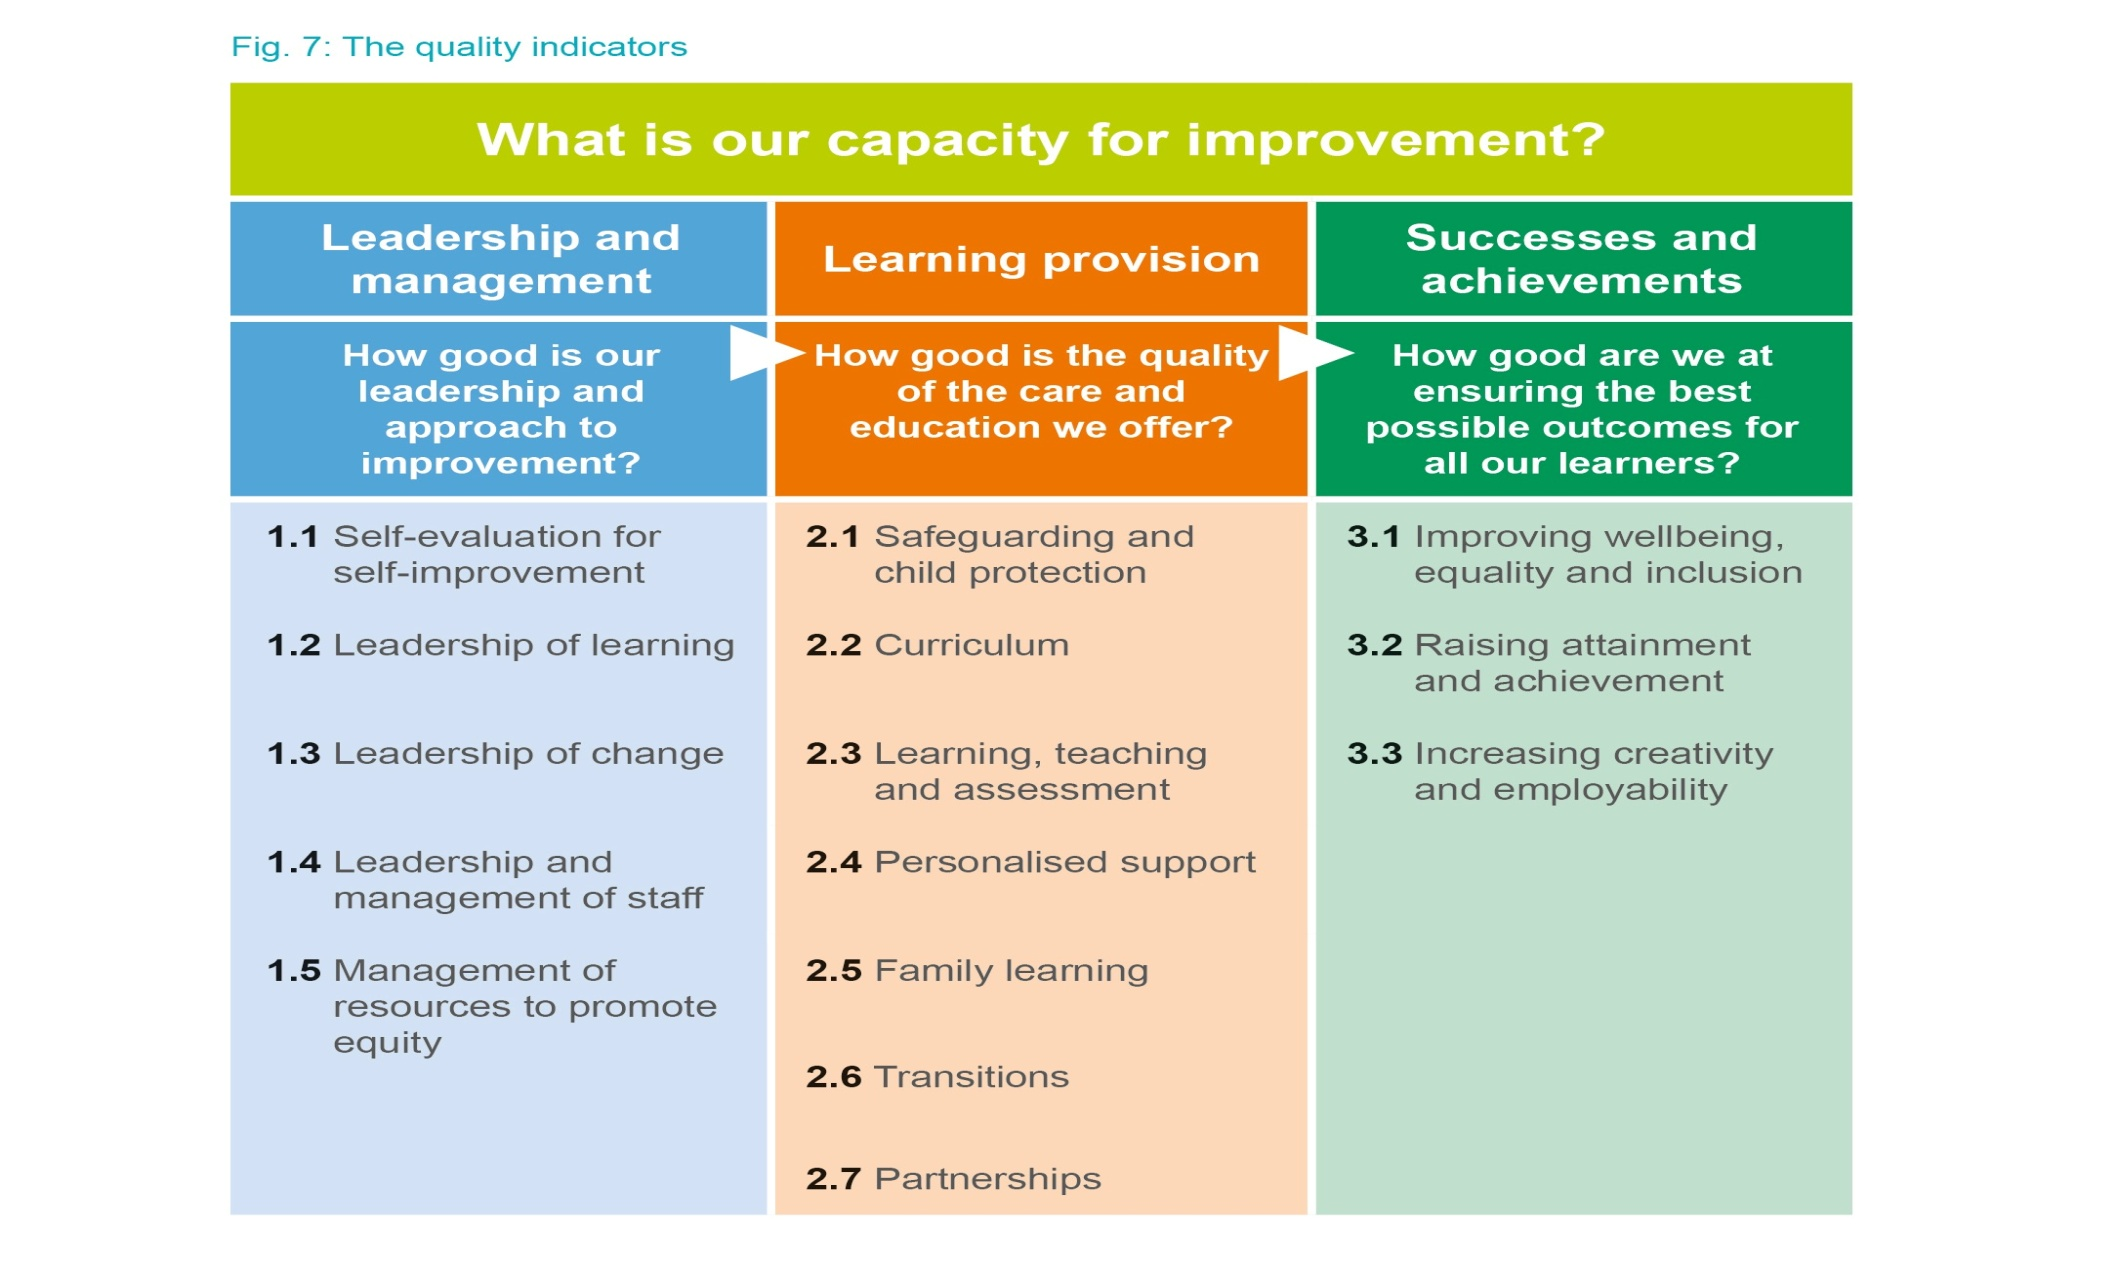 Fig. 7: The quality indicators
What is our capacity for improvement?
Leadership and
management
Learning provision
Successes and
achievements
How good is our
leadership and
approach to
improvement?
How good is the quality
of the care and
education we offer?
How good are we at
ensuring the best
possible outcomes for
all our learners?
1.1 Self-evaluation for
self-improvement
1.2 Leadership of learning
1.3 Leadership of change
1.4 Leadership and
management of staff
1.5 Management of
resources to promote
equity
2.1 Safeguarding and
child protection
2.2 Curriculum
2.3 Learning, teaching
and assessment
2.4 Personalised support
2.5 Family learning
2.6 Transitions
2.7 Partnerships
3.1 Improving wellbeing,
equality and inclusion
3.2 Raising attainment
and achievement
3.3 Increasing creativity
and employability